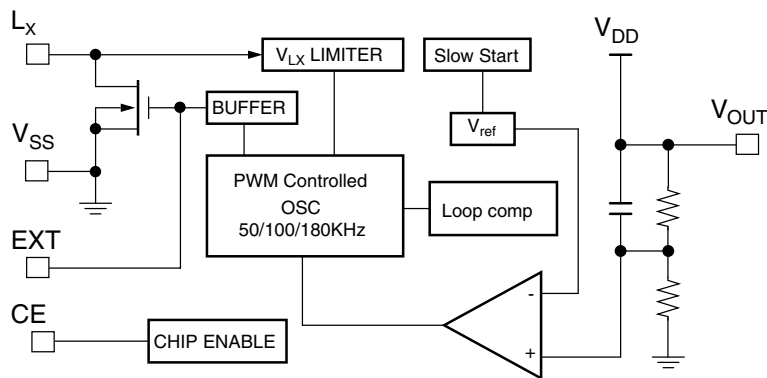 LX
VLX LIMITER
Slow Start
VDD
BUFFER
Vref
VOUT
VSS
PWM Controlled
OSC
50/100/180KHz
Loop comp
EXT
-
CE
CHIP ENABLE
+